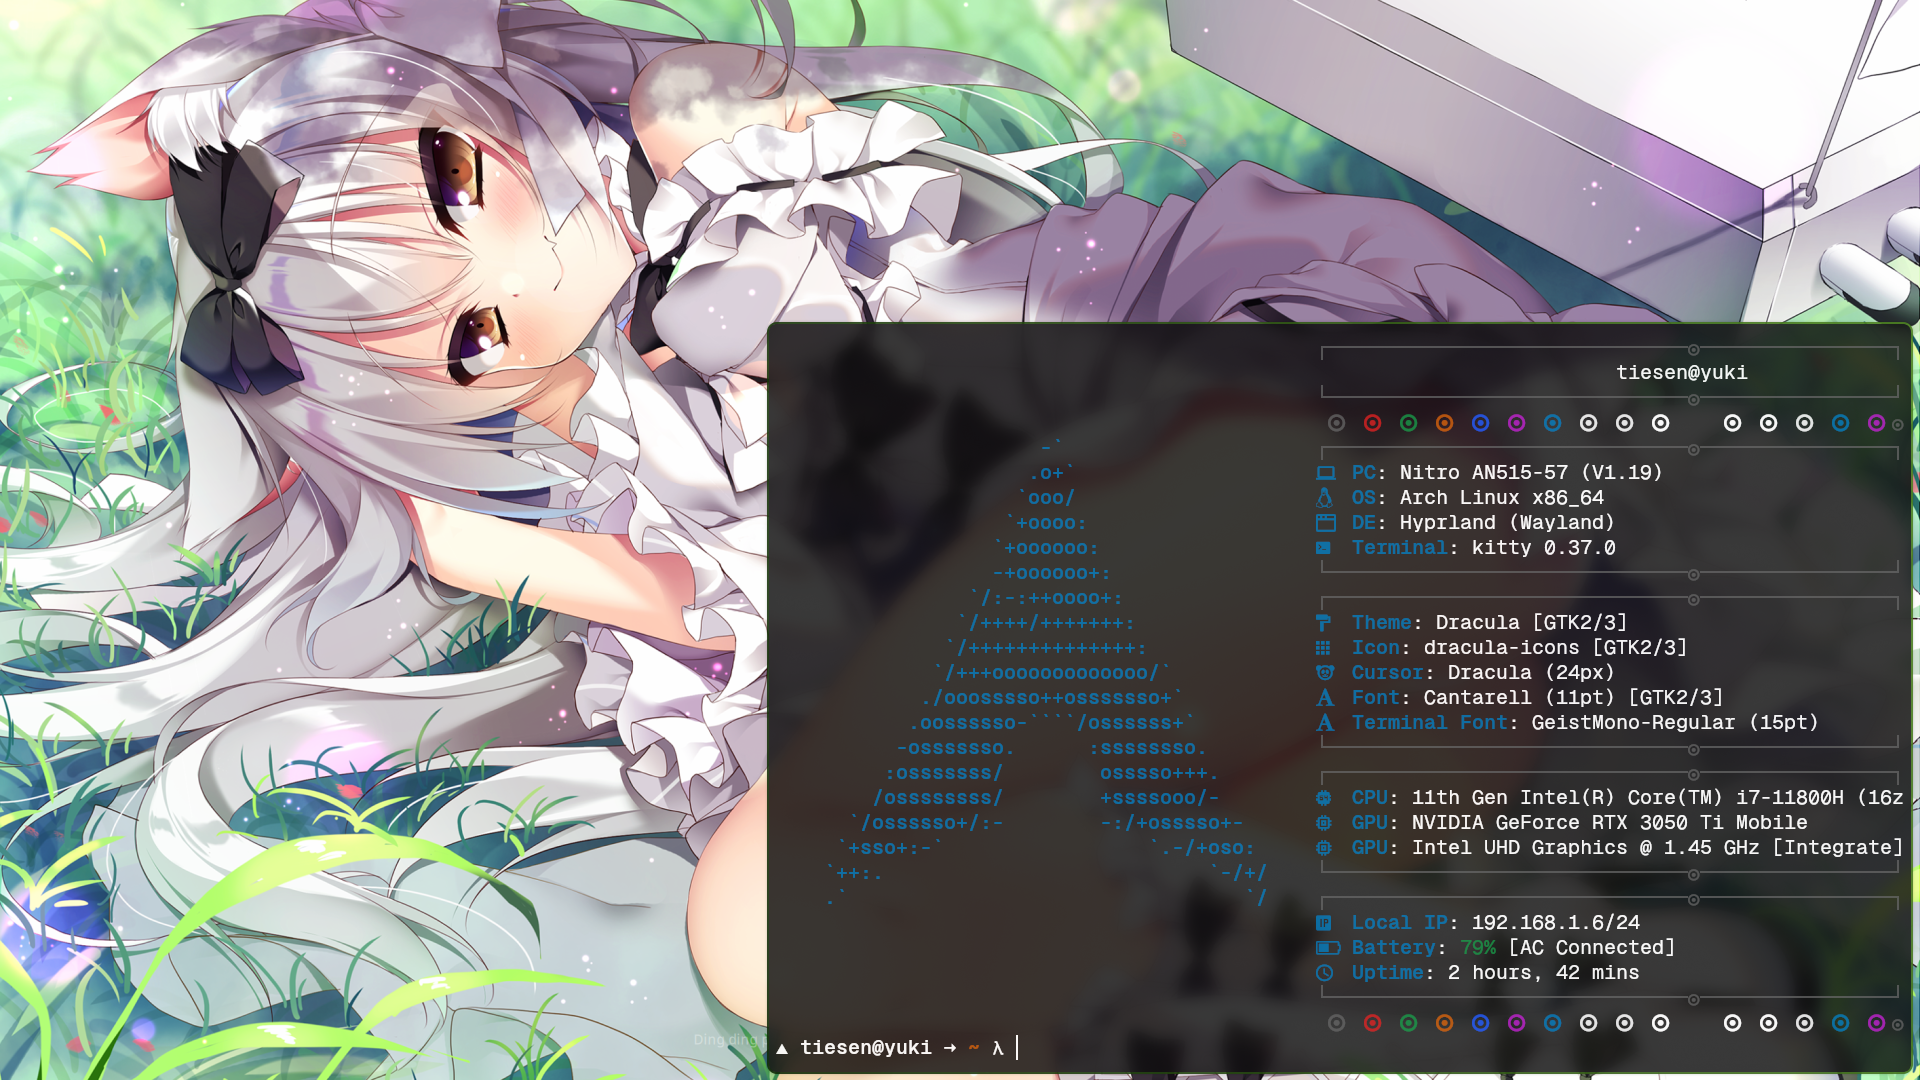 tiesen@yuki
PC: Nitro AN515-57 (V1.19)
OS: Arch Linux x86_64
DE: Hyprland (Wayland)
Terminal: kitty 0.37.0
Theme: Dracula [GTK2/3]
Icon: dracula-icons [GTK2/3]
Cursor: Dracula (24px)
Font: Cantarell (11pt) [GTK2/3]
Terminal Font: GeistMono-Regular (15pt)
CPU: 11th Gen Intel(R) Core(TM) i7-11800H (16z
GPU: NVIDIA GeForce RTX 3050 Ti Mobile
GPU: Intel UHD Graphics @ 1.45 GHz [Integrate]
Local IP: 192.168.1.6/24
Battery: 79% [AC Connected]
Uptime: 2 hours, 42 mins
-`
.o+`
`ooo/
`+oooo:
`+oooooo:
-+oooooo+:
`/:-:++oooo+:
`/++++/+++++++:
`/++++++++++++++:
`/+++ooooooooooooo/`
./ooosssso++osssssso+`
.oossssso-````/ossssss+`
-osssssso. :ssssssso.
:osssssss/ osssso+++.
/ossssssss/ +ssssooo/-
`/ossssso+/:- -:/+osssso+-
`+sso+:-` `.-/+oso:
`++:. `-/+/
.` `/
Ding ding p
▲ tiesen@yuki → ~ λ